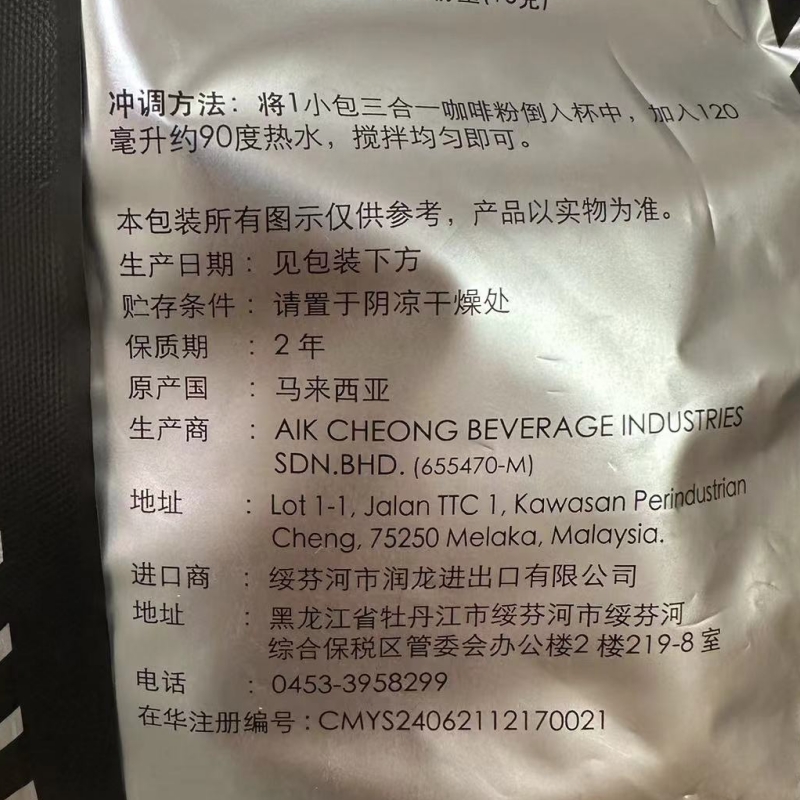 冲调方法：将1小包三合一咖啡粉倒入杯中，加入120
毫升约90度热水，搅拌均匀即可。
本包装所有图示仅供参考，产品以实物为准。
生产日期：见包装下方
贮存条件：请置于阴凉干燥处
保质期：2 年
原产国：马来西亚
生产商：AIK CHEONG BEVERAGE INDUSTRIES
SDN.BHD. (655470-M)
地址：Lot 1-1, Jalan TTC 1, Kawasan Perindustrian
Cheng, 75250 Melaka, Malaysia.
进口商：绥芬河市润龙进出口有限公司
地址：黑龙江省牡丹江市绥芬河市绥芬河
综合保税区管委会办公楼2 楼219-8 室
电话：0453-3958299
在华注册编号：CMYS24062112170021